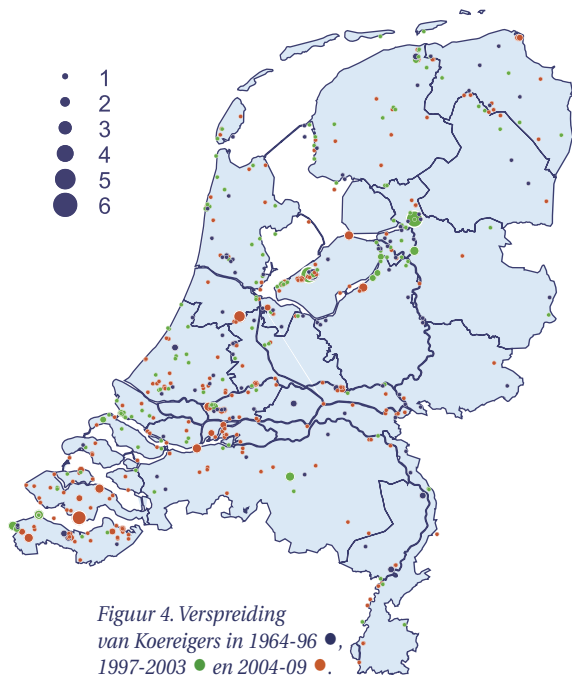 1
2
3
4
5
6
Figuur 4. Verspreiding
van Koereigers in 1964-96 ●,
1997-2003 ● en 2004-09 ●.